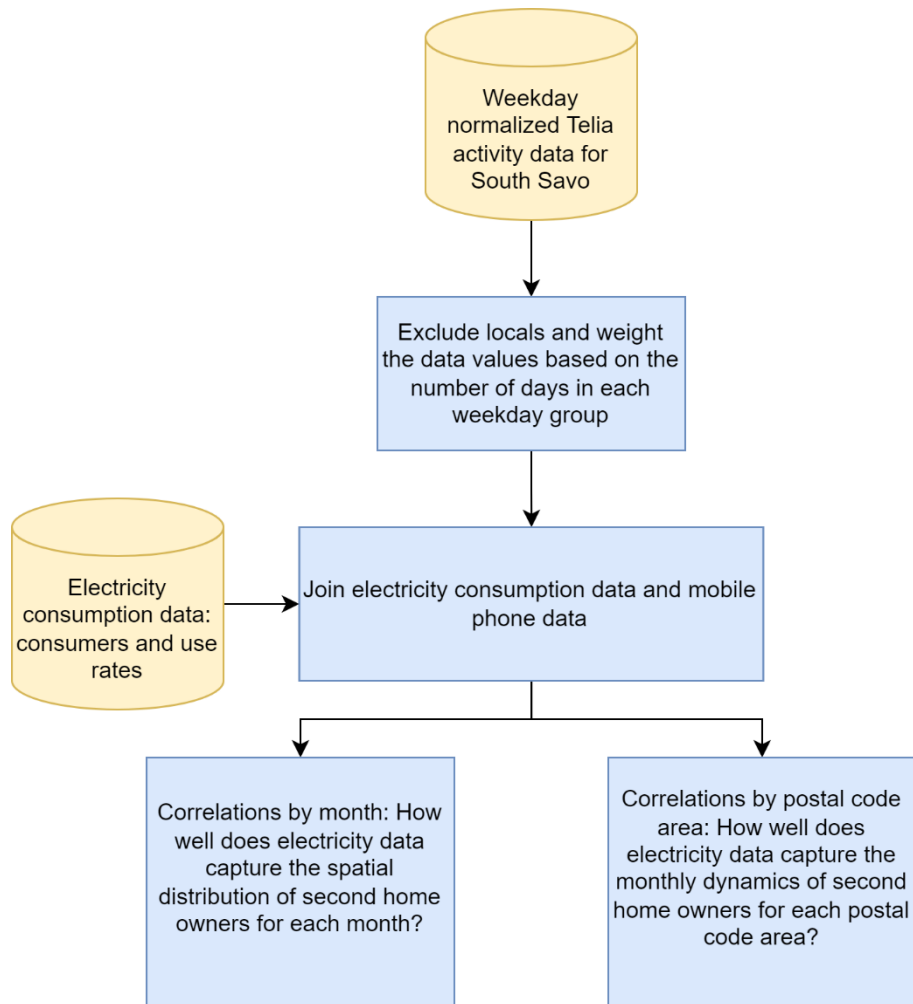 Weekday
normalized Telia
activity data for
South Savo
Exclude locals and weight
the data values based on the
number of days in each
weekday group
Electricity
consumption data:
consumers and use
rates
Join electricity consumption data and mobile
phone data
Correlations by month: How
well does electricity data
capture the spatial
distribution of second home
owners for each month?
Correlations by postal code
area: How well does
electricity data capture the
monthly dynamics of second
home owners for each postal
code area?